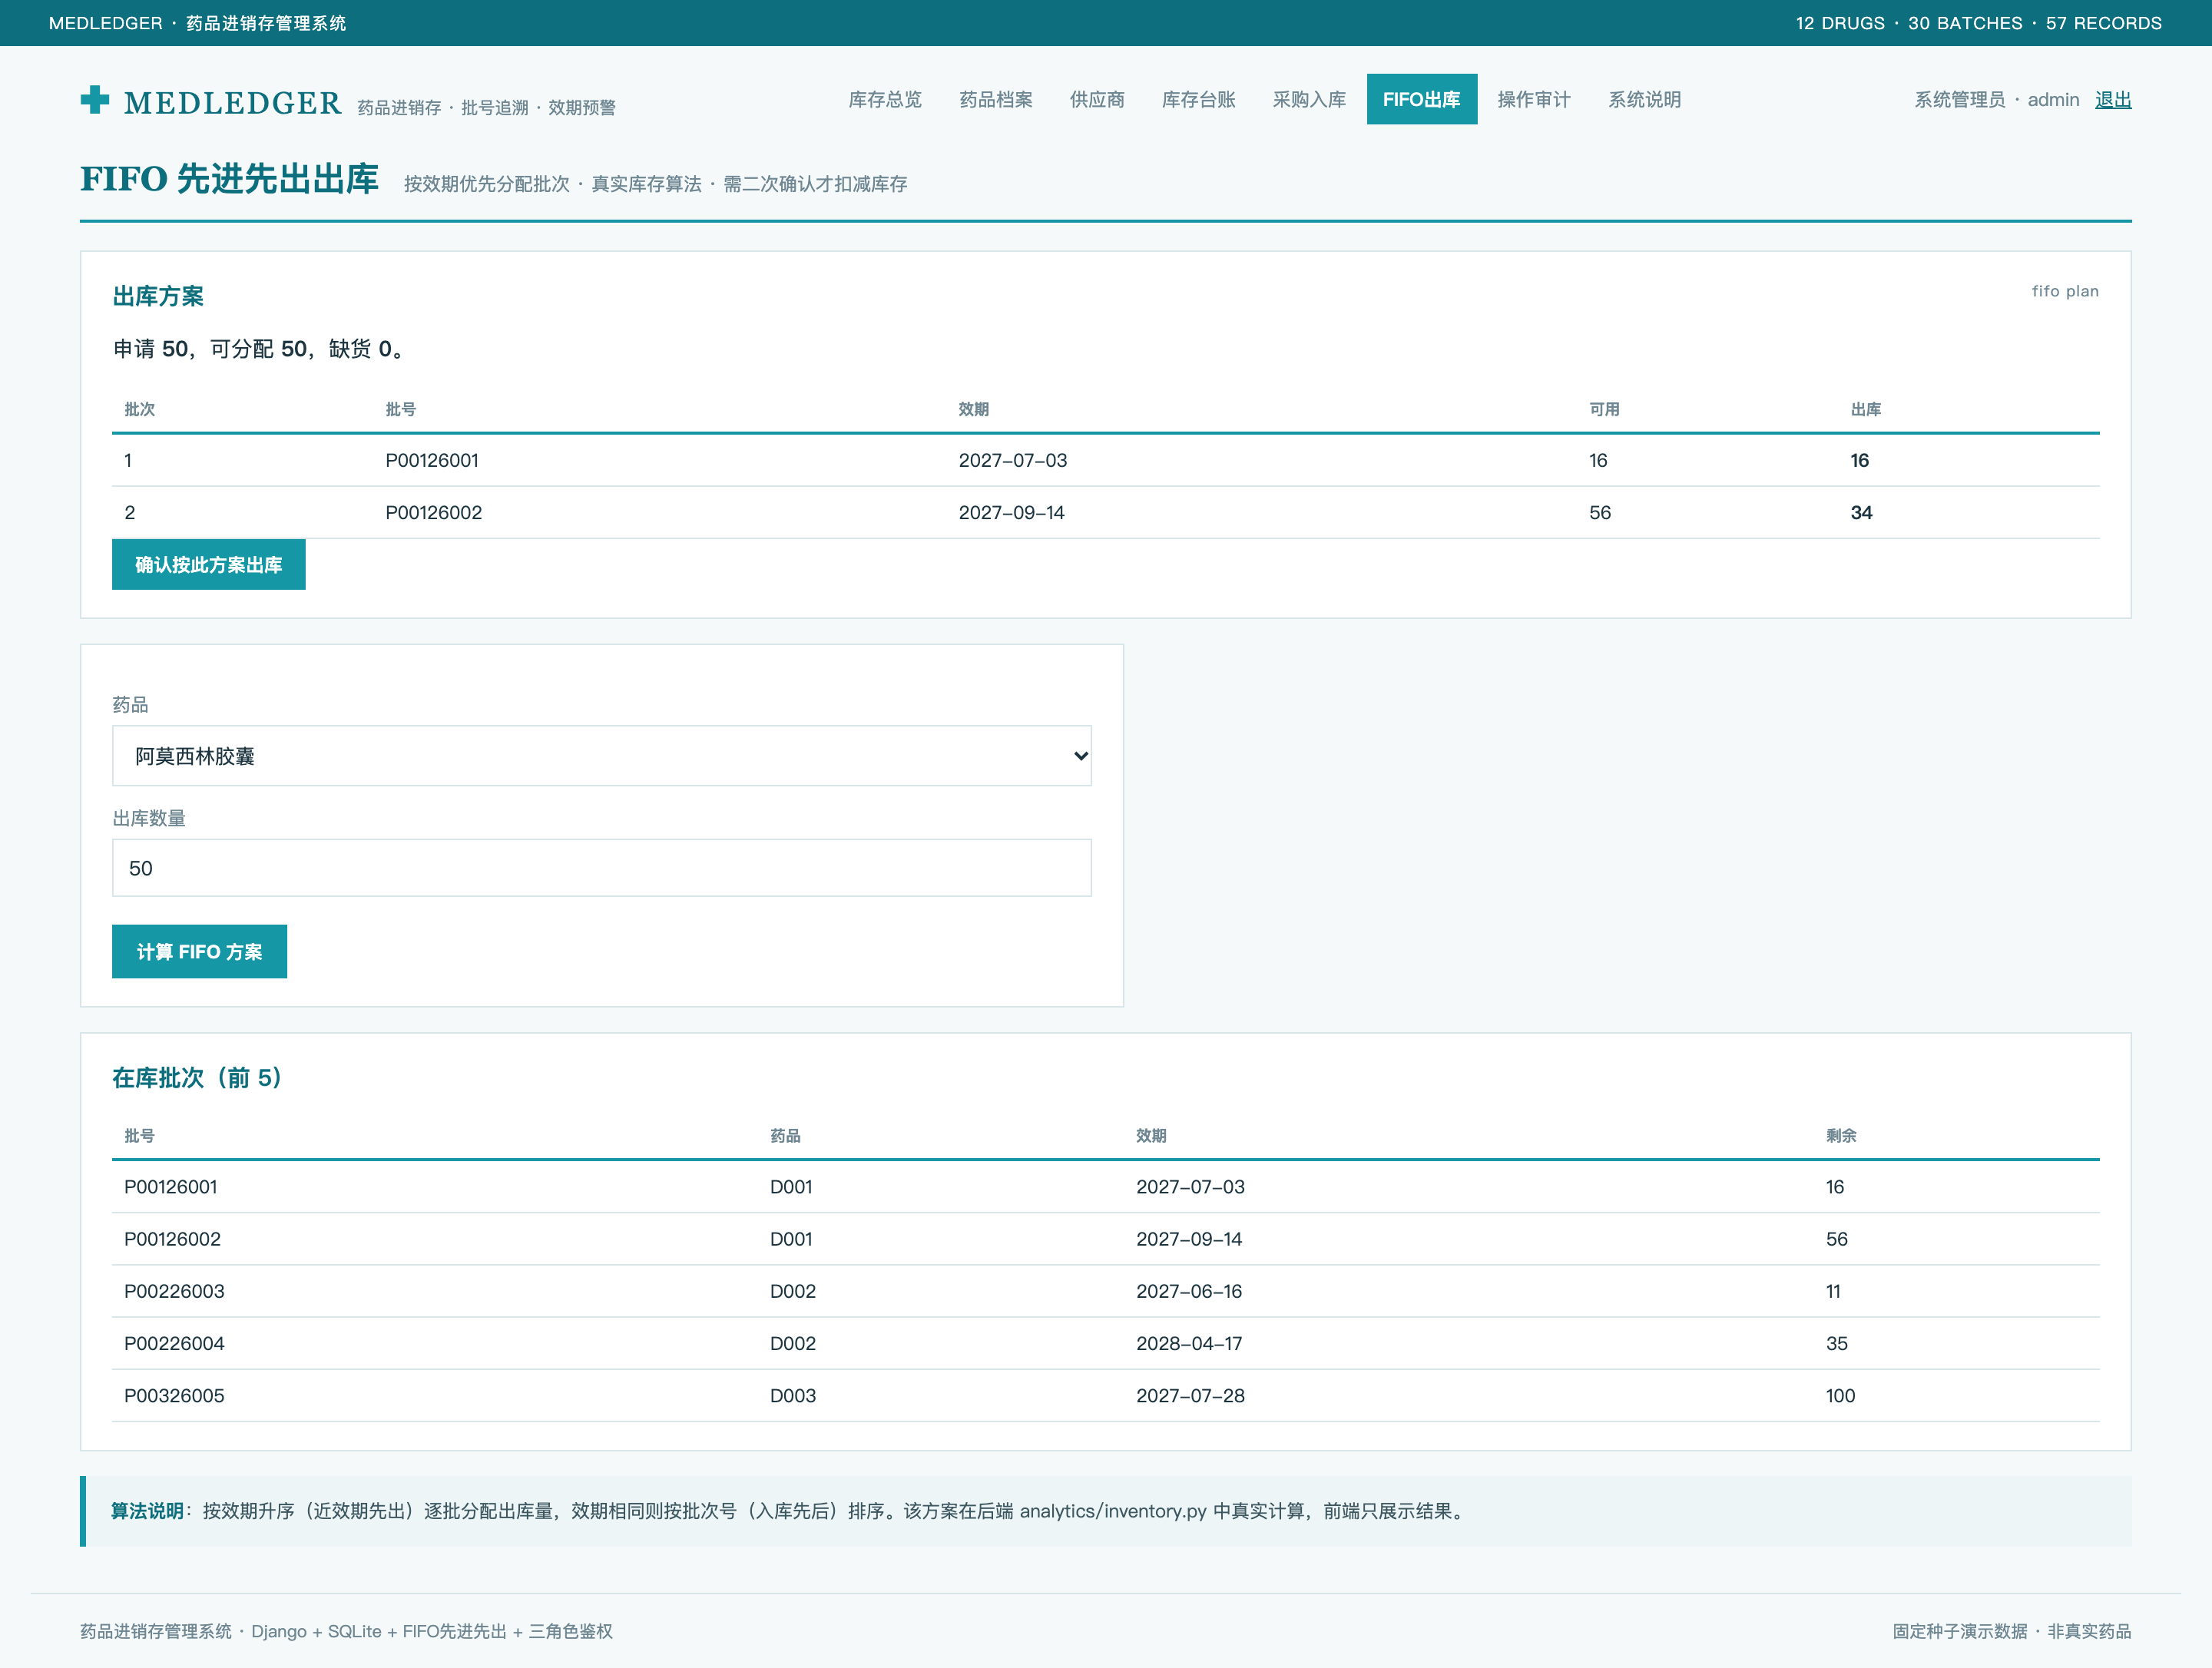 MEDLEDGER · 药品进销存管理系统
12 DRUGS · 30 BATCHES · 57 RECORDS
MEDLEDGER 药品进销存 · 批号追溯 · 效期预警
库存总览 药品档案 供应商 库存台账 采购入库 FIFO出库 操作审计 系统说明
系统管理员 · admin 退出
FIFO 先进先出出库 按效期优先分配批次 · 真实库存算法 · 需二次确认才扣减库存
出库方案
fifo plan
申请 50，可分配 50，缺货 0。
批次 批号 效期 可用 出库
1 P00126001 2027-07-03 16 16
2 P00126002 2027-09-14 56 34
确认按此方案出库
药品
阿莫西林胶囊
出库数量
50
计算 FIFO 方案
在库批次（前 5）
批号 药品 效期 剩余
P00126001 D001 2027-07-03 16
P00126002 D001 2027-09-14 56
P00226003 D002 2027-06-16 11
P00226004 D002 2028-04-17 35
P00326005 D003 2027-07-28 100
算法说明：按效期升序（近效期先出）逐批分配出库量，效期相同则按批次号（入库先后）排序。该方案在后端 analytics/inventory.py 中真实计算，前端只展示结果。
药品进销存管理系统 · Django + SQLite + FIFO先进先出 + 三角色鉴权
固定种子演示数据 · 非真实药品